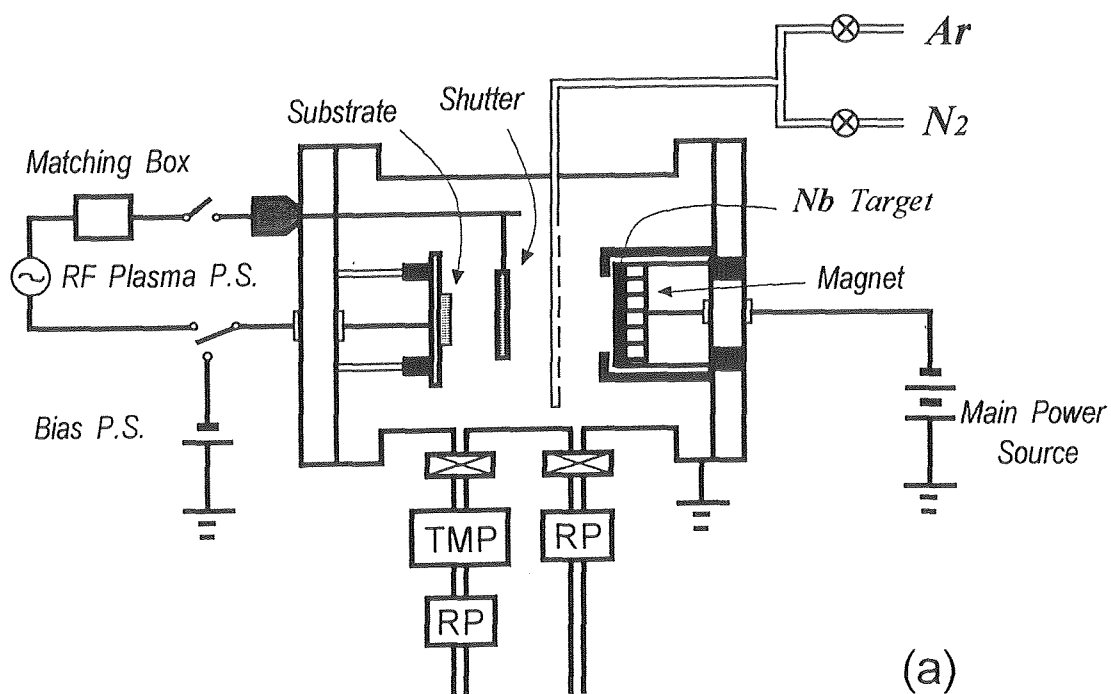 Ar
Substrate
Shutter
N2
Matching Box
Nb Target
RF Plasma P.S.
Magnet
Bias P.S.
Main Power
Source
TMP
RP
RP
(a)